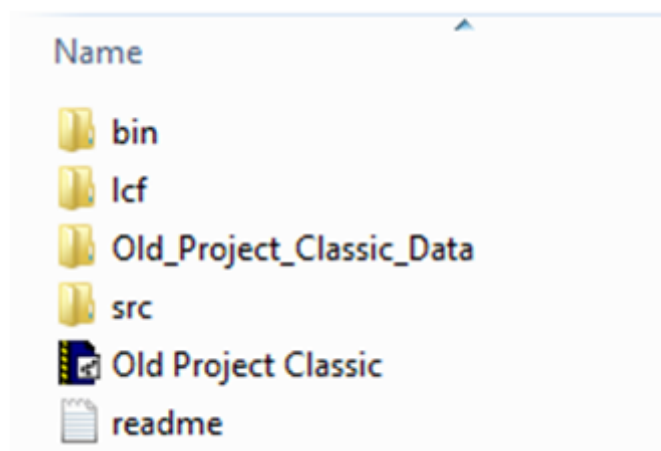 Name
bin
lcf
Old_Project_Classic_Data
src
Old Project Classic
readme